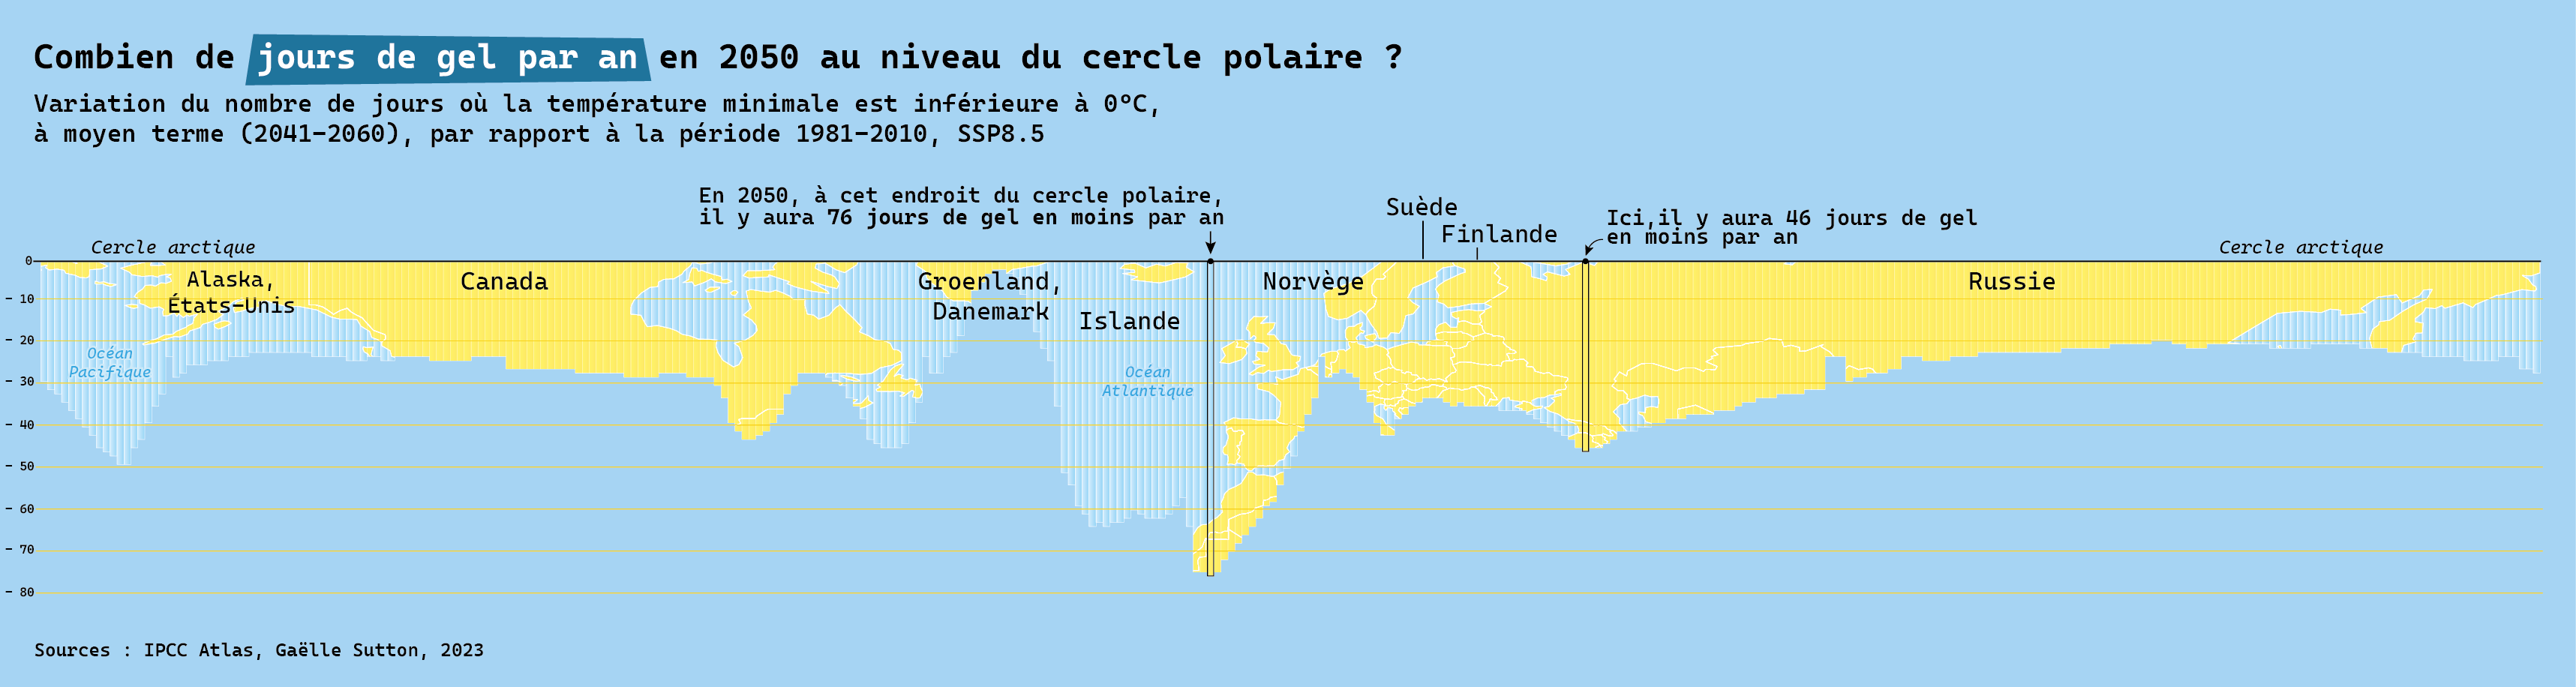 Combien de jours de gel par an en 2050 au niveau du cercle polaire ?
Variation du nombre de jours où la température minimale est inférieure à 0°C,
à moyen terme (2041-2060), par rapport à la période 1981-2010, SSP8.5
En 2050, à cet endroit du cercle polaire,
il y aura 76 jours de gel en moins par an
Suède
Finlande
Ici,il y aura 46 jours de gel
en moins par an
Cercle arctique
Cercle arctique
0
Alaska,
États-Unis
Canada
Groenland,
Danemark
Islande
Norvège
Russie
- 10
- 20
Océan
Pacifique
Océan
Atlantique
- 30
- 40
- 50
- 60
- 70
- 80
Sources : IPCC Atlas, Gaëlle Sutton, 2023